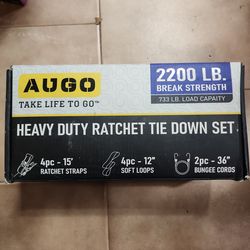 AUGO
TAKE LIFE TO GO™
2200 LB.
BREAK STRENGTH
733 LB. LOAD CAPACITY
HEAVY DUTY RATCHET TIE DOWN SET
4pc - 15'
RATCHET STRAPS
4pc - 12"
SOFT LOOPS
2pc - 36"
BUNGEE CORDS